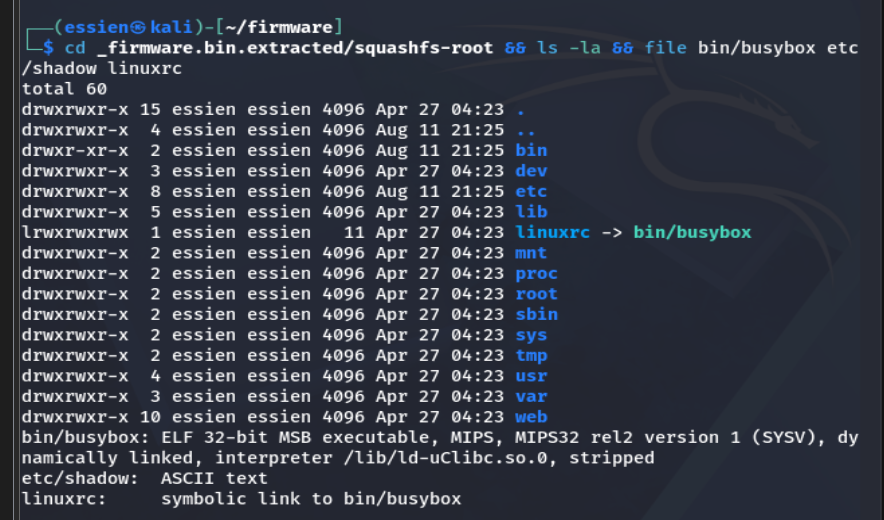 ┌──(essien㉿kali)-[~/firmware]
└─$ cd _firmware.bin.extracted/squashfs-root && ls -la && file bin/busybox etc
/shadow linuxrc
total 60
drwxrwxr-x 15 essien essien 4096 Apr 27 04:23 .
drwxrwxr-x  4 essien essien 4096 Aug 11 21:25 ..
drwxr-xr-x  2 essien essien 4096 Aug 11 21:25 bin
drwxrwxr-x  3 essien essien 4096 Apr 27 04:23 dev
drwxrwxr-x  8 essien essien 4096 Aug 11 21:25 etc
drwxrwxr-x  5 essien essien 4096 Apr 27 04:23 lib
lrwxrwxrwx  1 essien essien   11 Apr 27 04:23 linuxrc -> bin/busybox
drwxrwxr-x  2 essien essien 4096 Apr 27 04:23 mnt
drwxrwxr-x  2 essien essien 4096 Apr 27 04:23 proc
drwxrwxr-x  2 essien essien 4096 Apr 27 04:23 root
drwxrwxr-x  2 essien essien 4096 Apr 27 04:23 sbin
drwxrwxr-x  2 essien essien 4096 Apr 27 04:23 sys
drwxrwxr-x  2 essien essien 4096 Apr 27 04:23 tmp
drwxrwxr-x  4 essien essien 4096 Apr 27 04:23 usr
drwxrwxr-x  3 essien essien 4096 Apr 27 04:23 var
drwxrwxr-x 10 essien essien 4096 Apr 27 04:23 web
bin/busybox: ELF 32-bit MSB executable, MIPS, MIPS32 rel2 version 1 (SYSV), dy
namically linked, interpreter /lib/ld-uClibc.so.0, stripped
etc/shadow:  ASCII text
linuxrc:     symbolic link to bin/busybox